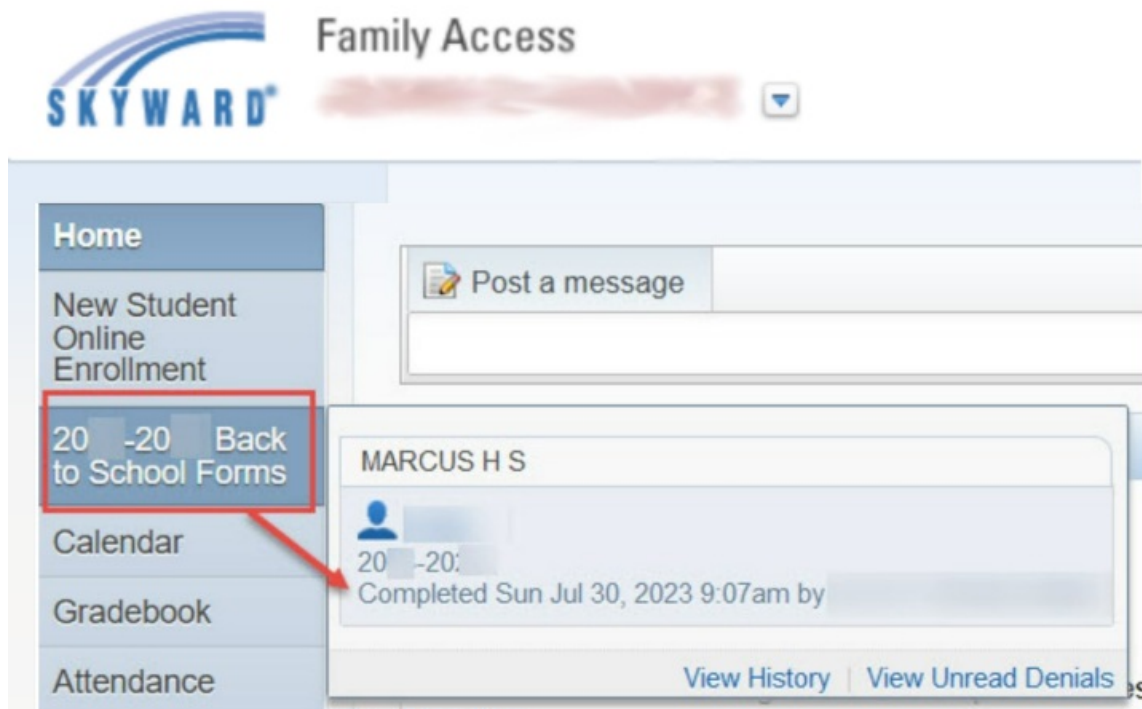 Family Access
SKYWARD®
Home
Post a message
New Student
Online
Enrollment
20 -20 Back
to School Forms
MARCUS H S
20 -202
Completed Sun Jul 30, 2023 9:07am by
Calendar
Gradebook
Attendance
View History | View Unread Denials